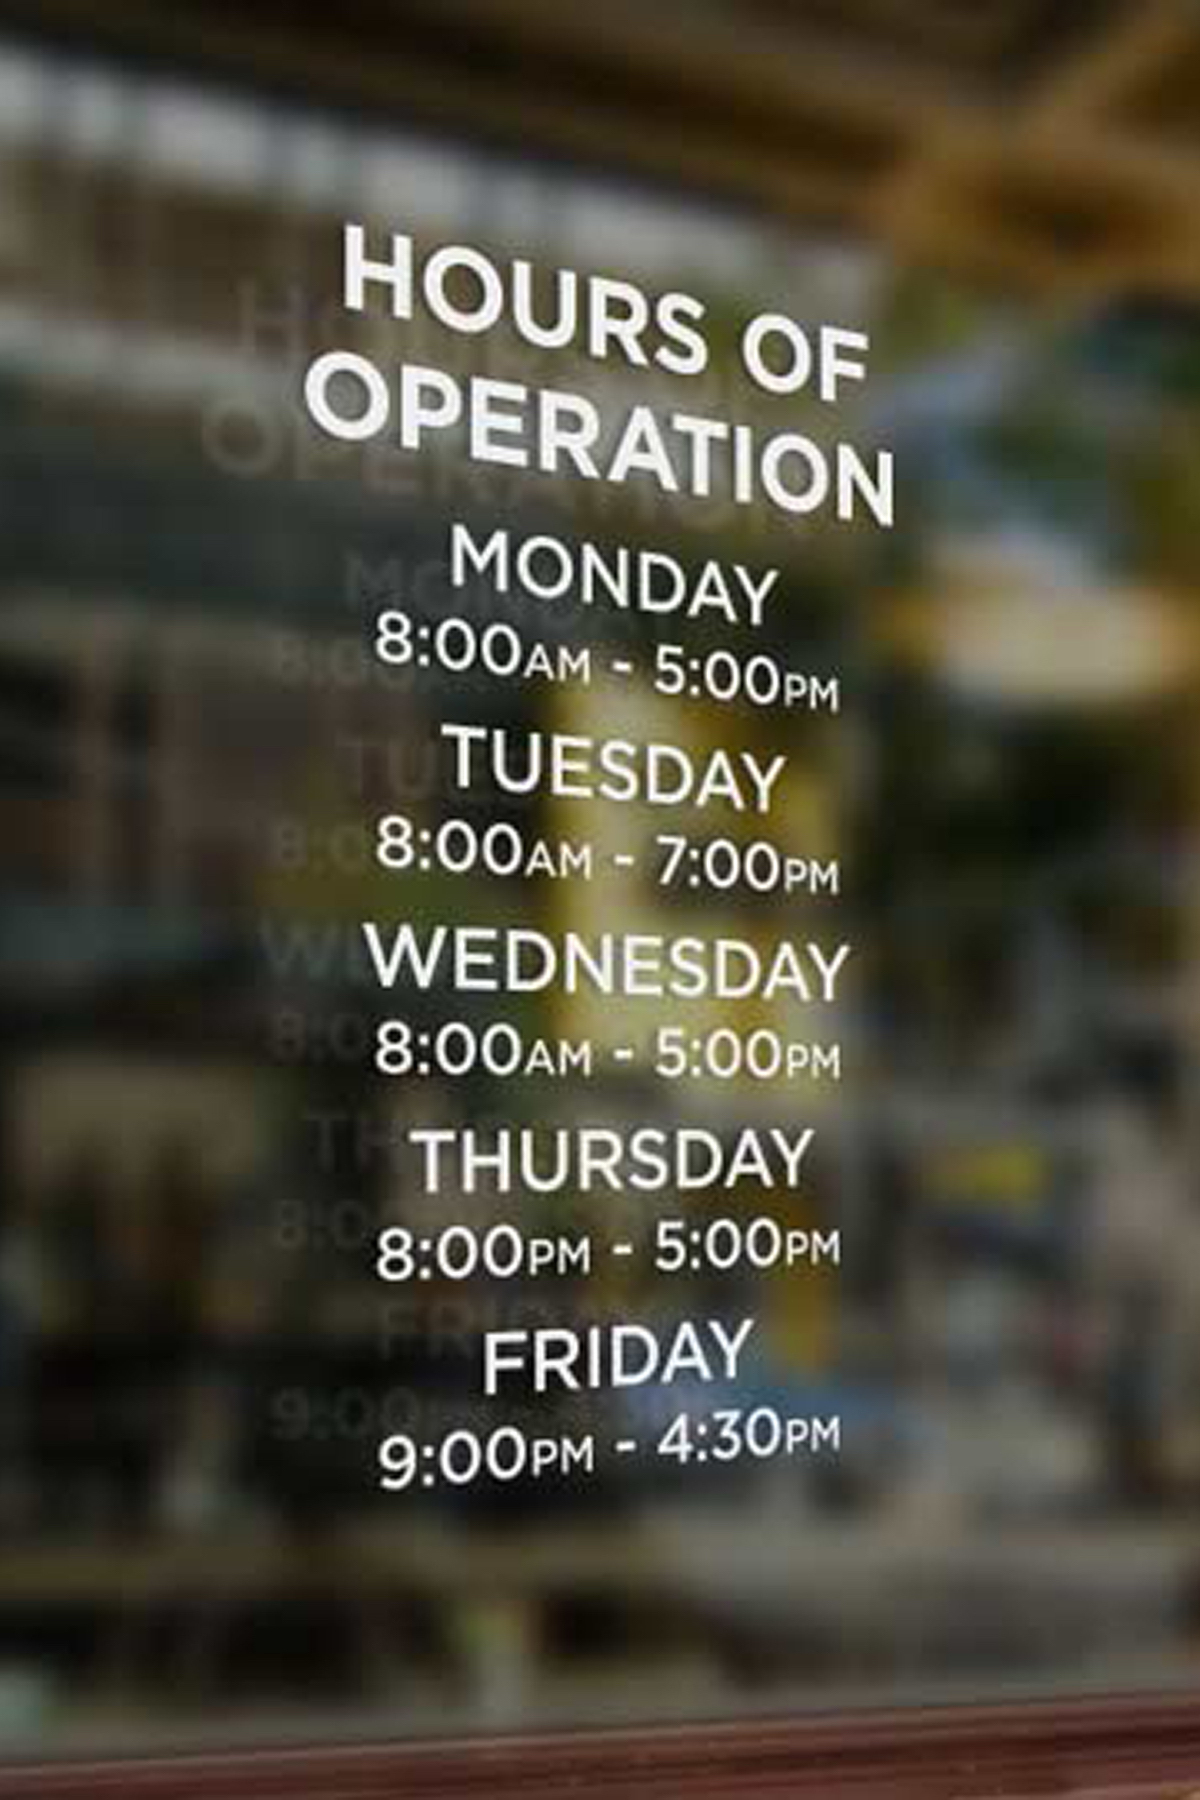 HOURS OF
OPERATION
MONDAY
8:00AM - 5:00PM
TUESDAY
8:00AM - 7:00PM
WEDNESDAY
8:00AM - 5:00PM
THURSDAY
8:00PM - 5:00PM
FRIDAY
9:00PM - 4:30PM